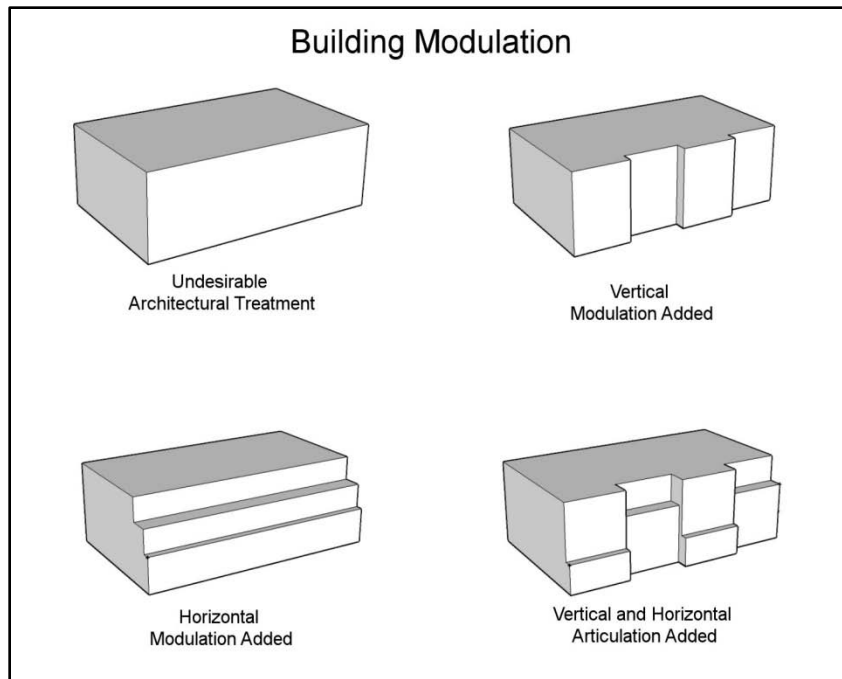 Building Modulation
Undesirable
Architectural Treatment
Vertical
Modulation Added
Horizontal
Modulation Added
Vertical and Horizontal
Articulation Added